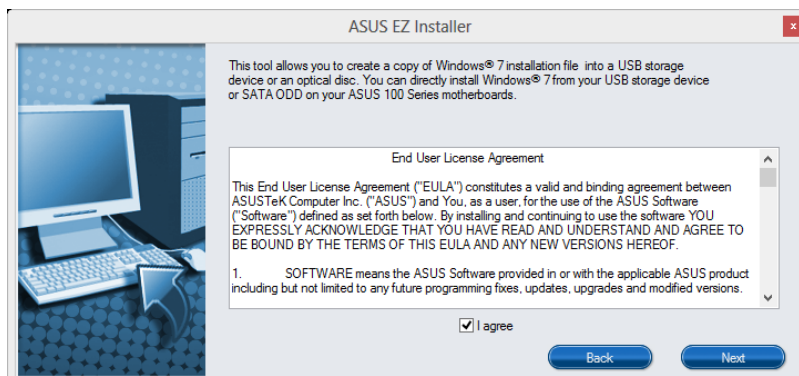 ASUS EZ Installer
x
This tool allows you to create a copy of Windows® 7 installation file into a USB storage
device or an optical disc. You can directly install Windows® 7 from your USB storage device
or SATA ODD on your ASUS 100 Series motherboards.
End User License Agreement
This End User License Agreement ("EULA") constitutes a valid and binding agreement between
ASUSTeK Computer Inc. ("ASUS") and You, as a user, for the use of the ASUS Software
("Software") defined as set forth below. By installing and continuing to use the software YOU
EXPRESSLY ACKNOWLEDGE THAT YOU HAVE READ AND UNDERSTAND AND AGREE TO
BE BOUND BY THE TERMS OF THIS EULA AND ANY NEW VERSIONS HEREOF.
1. SOFTWARE means the ASUS Software provided in or with the applicable ASUS product
including but not limited to any future programming fixes, updates, upgrades and modified versions.
I agree
Back Next